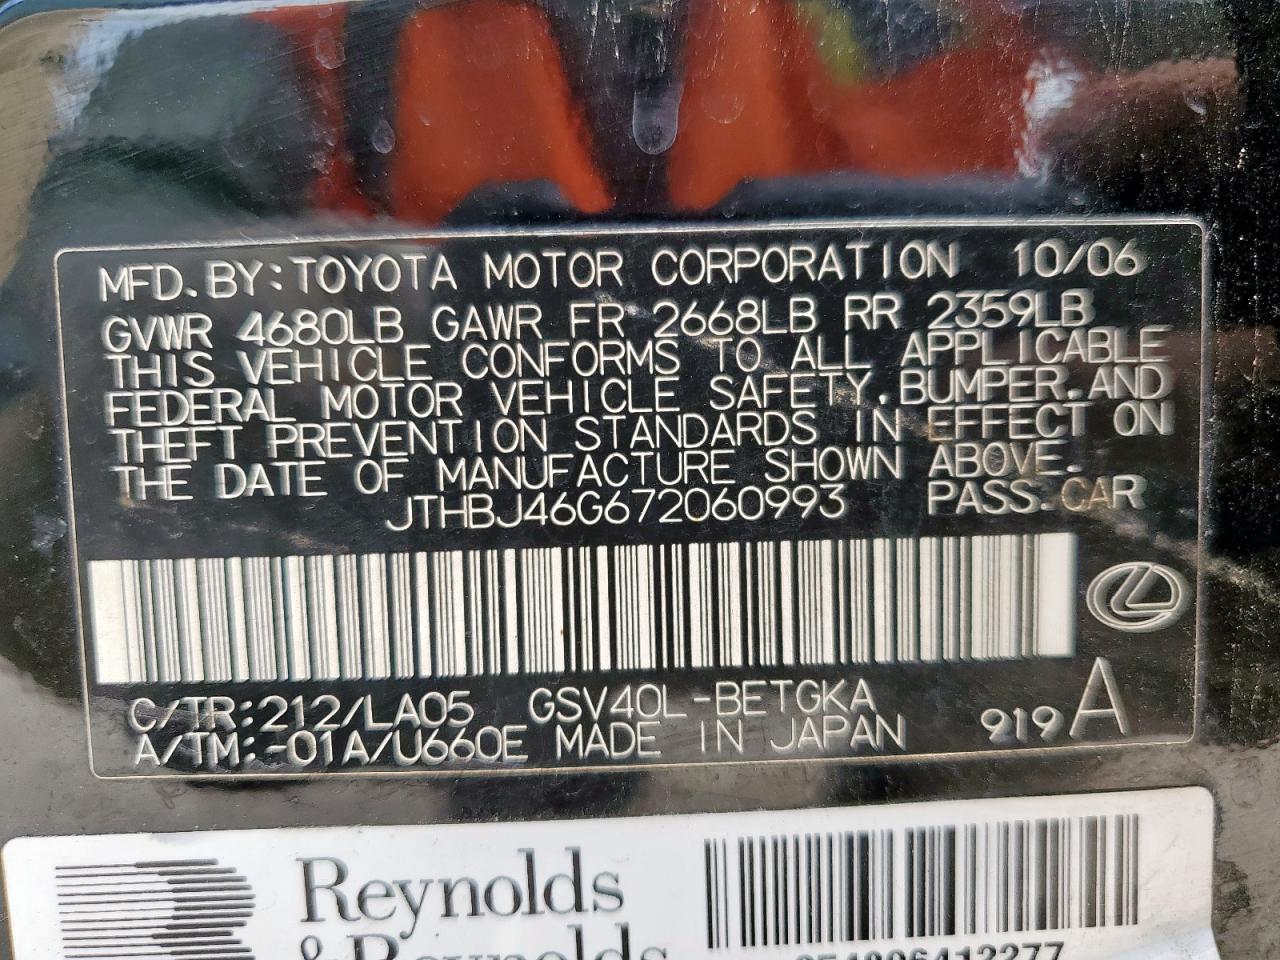 MFD. BY: TOYOTA MOTOR CORPORATION 10/06
GVWR 4680LB GAWR FR 2668LB RR 2359LB
THIS VEHICLE CONFORMS TO ALL APPLICABLE
FEDERAL MOTOR VEHICLE SAFETY.BUMPER.AND
THEFT PREVENTION STANDARDS IN EFFECT ON
THE DATE OF MANUFACTURE SHOWN ABOVE.
JTHBJ46G672060993 PASS.CAR
C/TR:212/LA05 GSV40L-BETGKA
A/TM:-01A/U660E MADE IN JAPAN 919 A
Reynolds
& Reynolds